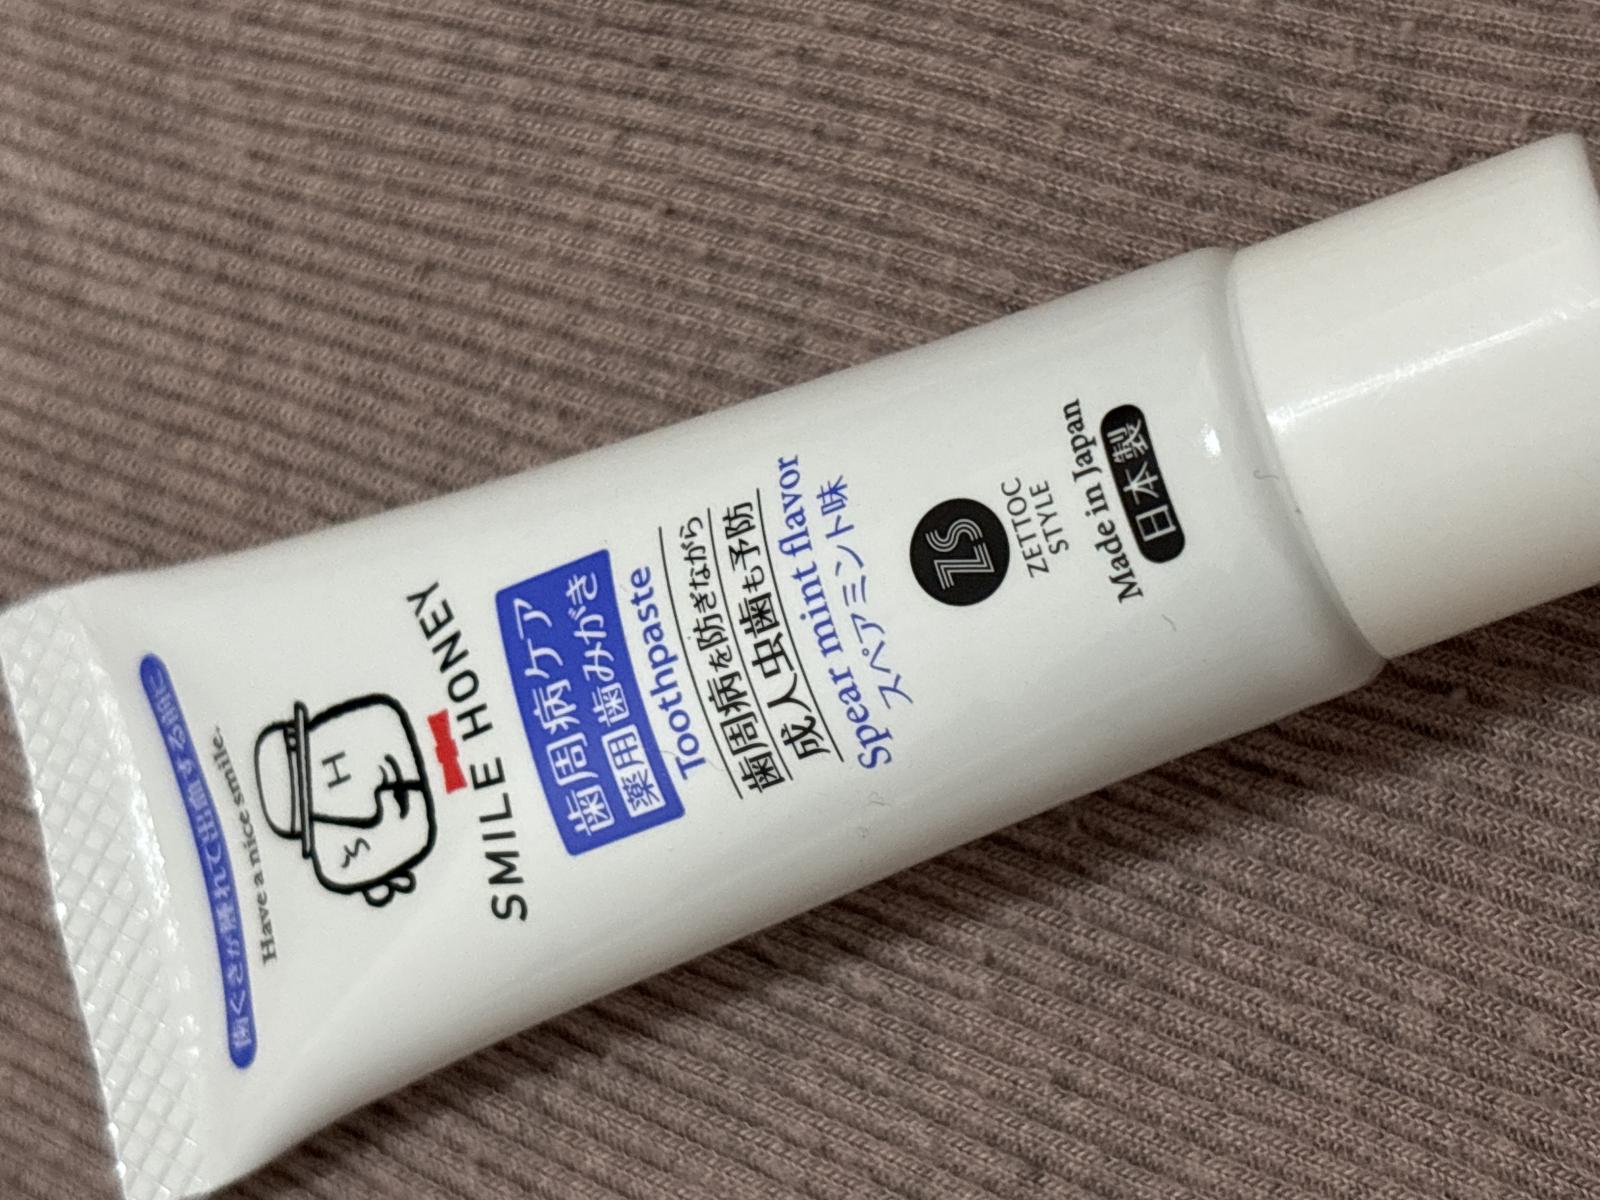 歯ぐきが腫れて出血する前に
Have a nice smile.
H
SMILE HONEY
歯周病ケア
薬用歯みがき
Toothpaste
歯周病を防ぎながら
成人虫歯も予防
Spear mint flavor
スペアミント味
ZS
ZETTOC
STYLE
Made in Japan
日本製